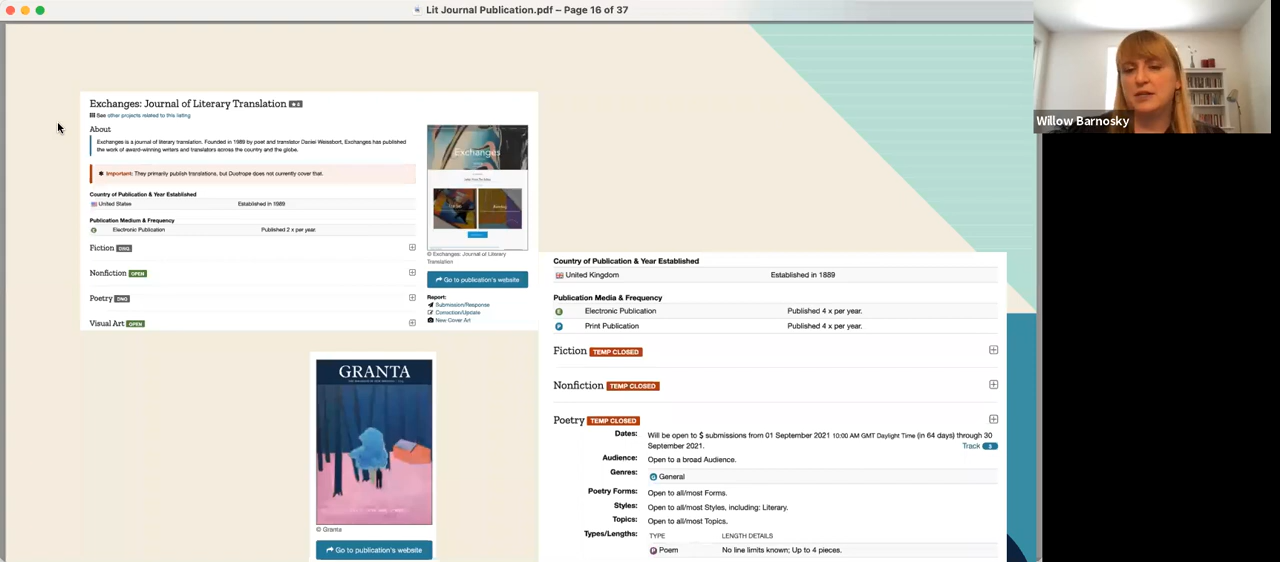 Lit Journal Publication.pdf – Page 16 of 37
Willow Barnosky
Exchanges: Journal of Literary Translation
See other projects related to this listing
About
Exchanges is a journal of literary translation. Founded in 1989 by poet and translator Daniel Weissbort, Exchanges has published
the work of award-winning writers and translators across the country and the globe.
Important: They primarily publish translations, but Duotrope does not currently cover that.
Country of Publication & Year Established
United States Established in 1989.
Publication Medium & Frequency
E Electronic Publication Published 2 x per year.
Fiction DNQ
Nonfiction OPEN
Poetry DNQ
Visual Art OPEN
Exchanges
© Exchanges: Journal of Literary
Translation
Go to publication's website
Report:
Submission/Response
Correction/Update
New Cover Art
GRANTA
© Granta
Go to publication's website
Country of Publication & Year Established
United Kingdom Established in 1889
Publication Media & Frequency
E Electronic Publication Published 4 x per year.
P Print Publication Published 4 x per year.
Fiction TEMP CLOSED
Nonfiction TEMP CLOSED
Poetry TEMP CLOSED
Dates: Will be open to $ submissions from 01 September 2021 10:00 AM GMT Daylight Time (in 64 days) through 30
September 2021. Track 3
Audience: Open to a broad Audience.
Genres: G General
Poetry Forms: Open to all/most Forms.
Styles: Open to all/most Styles, including: Literary.
Topics: Open to all/most Topics.
Types/Lengths: TYPE LENGTH DETAILS
P Poem No line limits known; Up to 4 pieces.